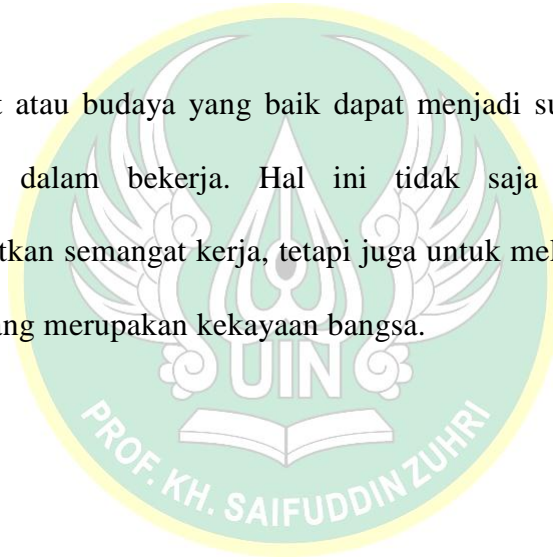 t atau budaya yang baik dapat menjadi su
dalam bekerja. Hal ini tidak saja
tkan semangat kerja, tetapi juga untuk mel
ang merupakan kekayaan bangsa.
UIN
PROF. KH. SAIFUDDIN ZUHRI